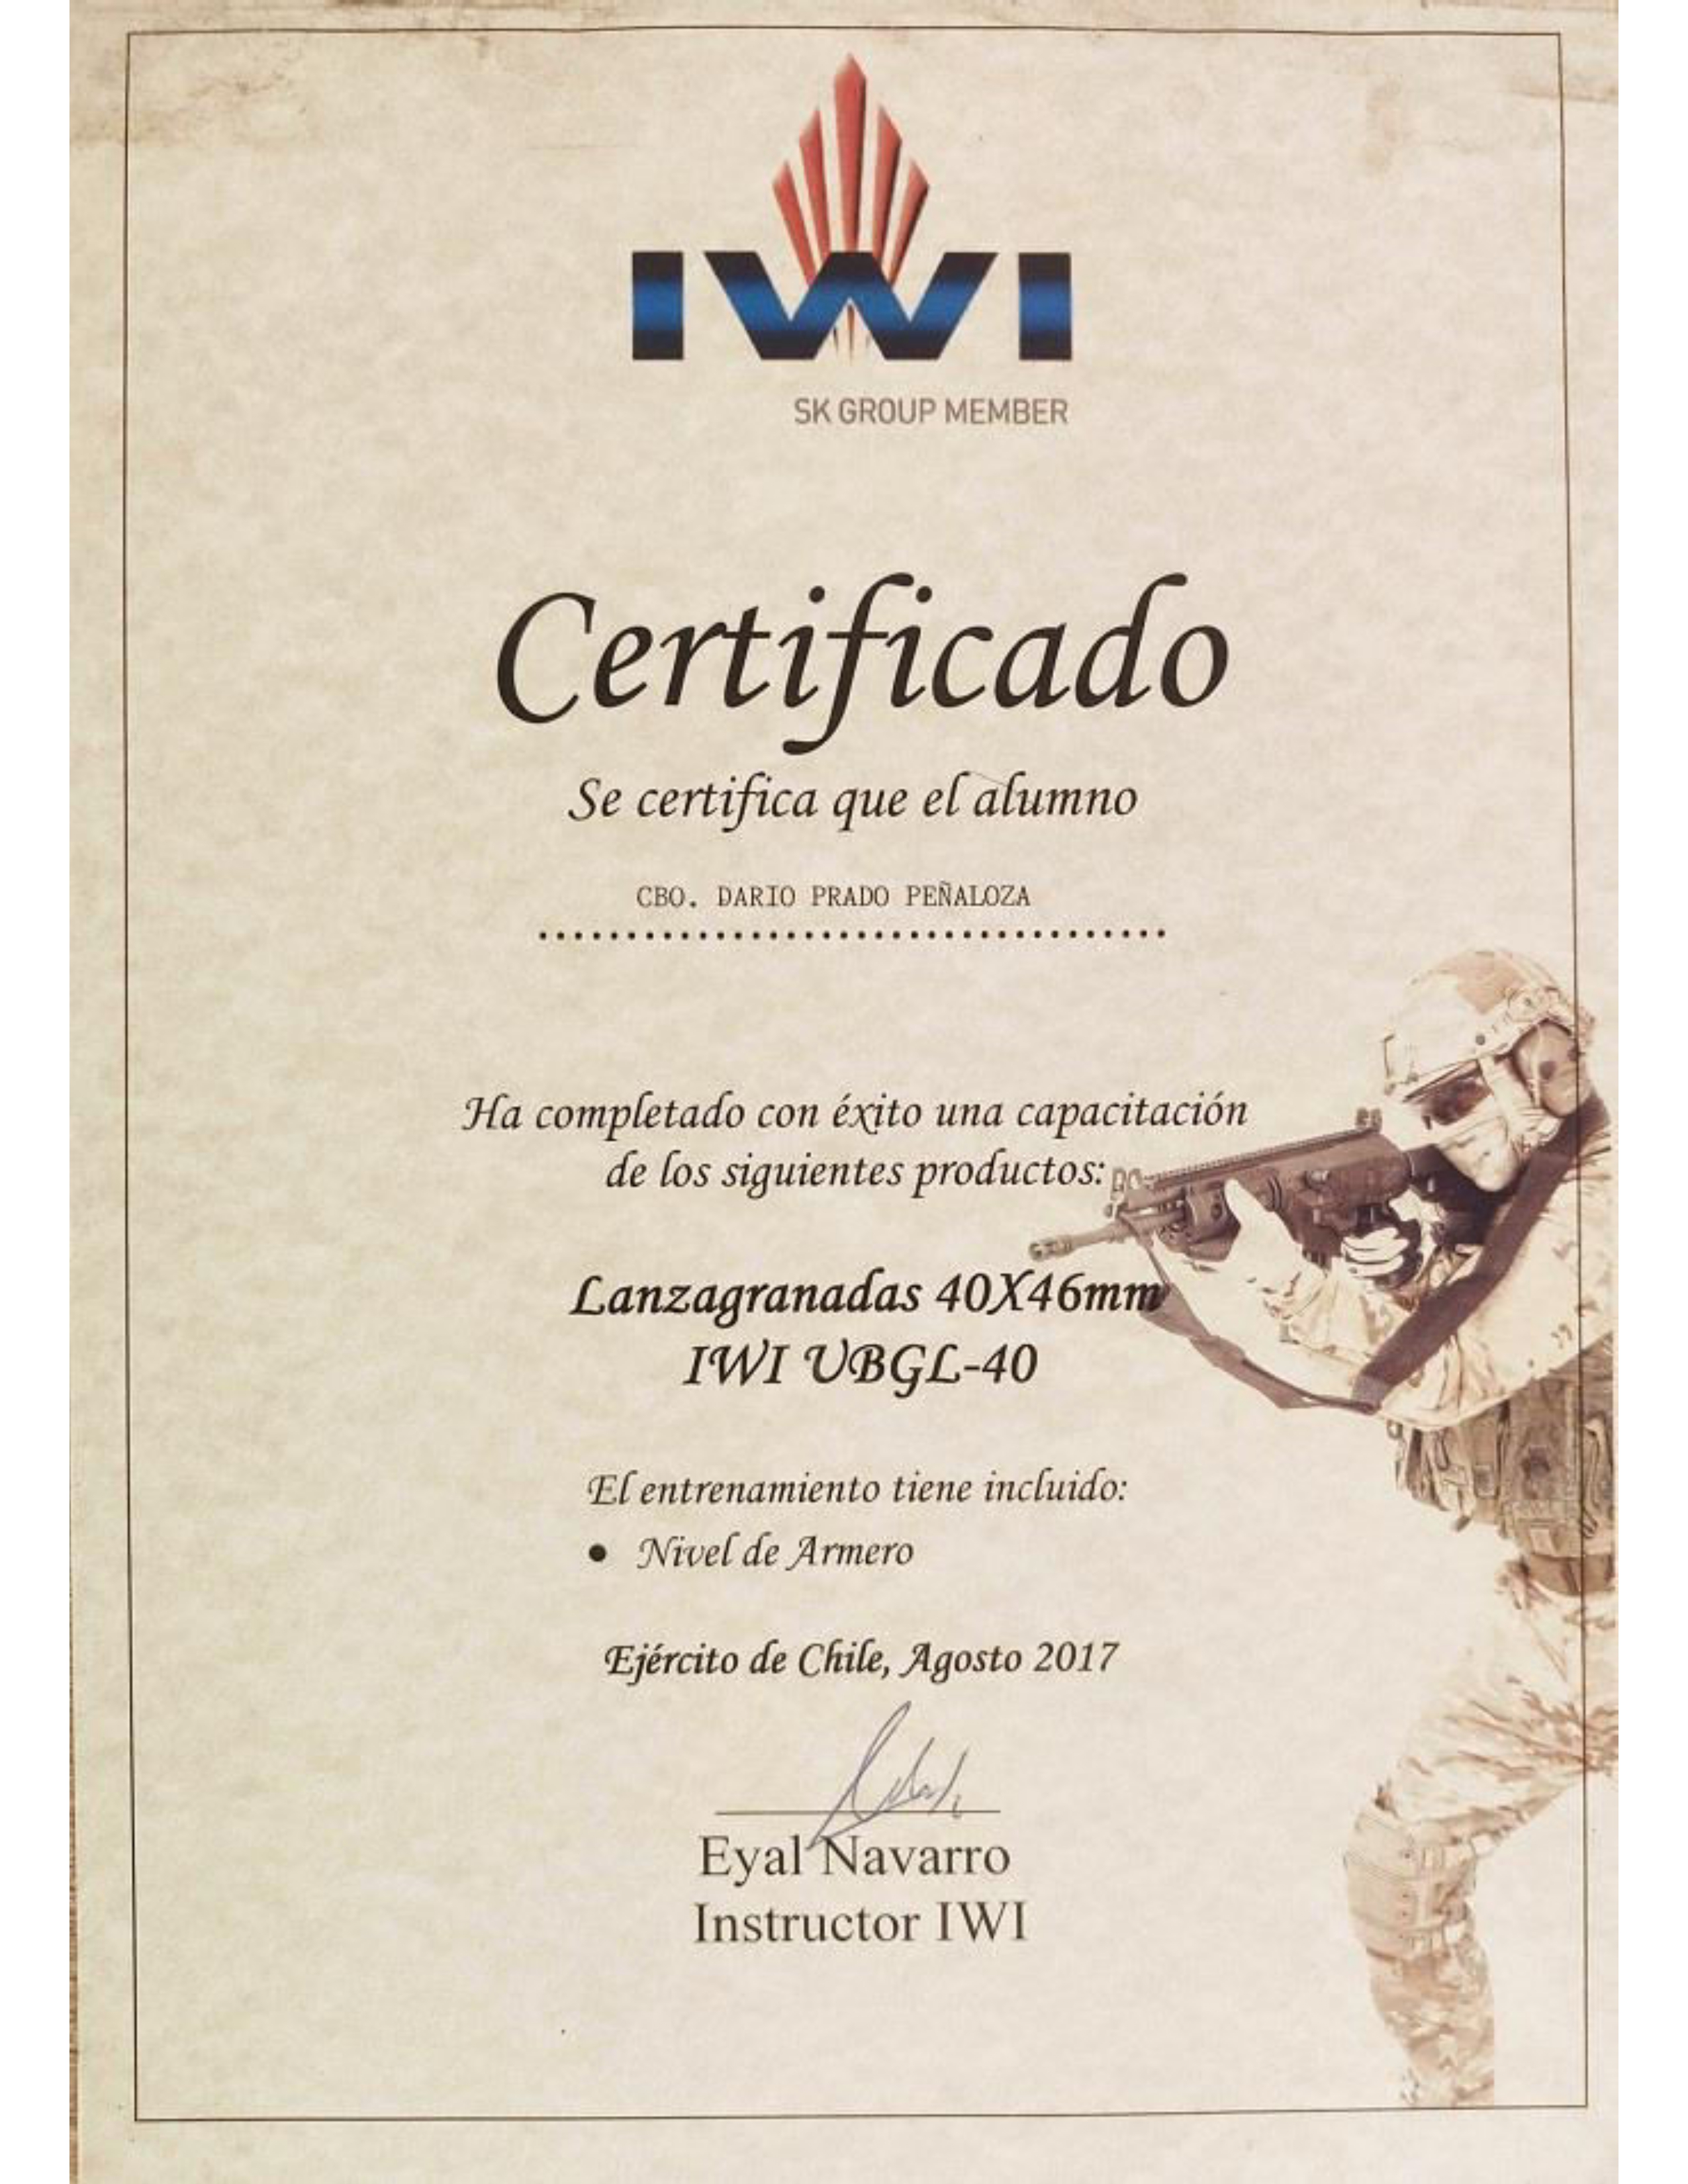 IWI
SK GROUP MEMBER
Certificado
Se certifica que el alumno
CBO. DARIO PRADO PEÑALOZA
....................................
Ha completado con éxito una capacitación
de los siguientes productos:
Lanzagranadas 40X46mm
IWI UBGL-40
El entrenamiento tiene incluido:
• Nivel de Armero
Ejército de Chile, Agosto 2017
Eyal Navarro
Instructor IWI